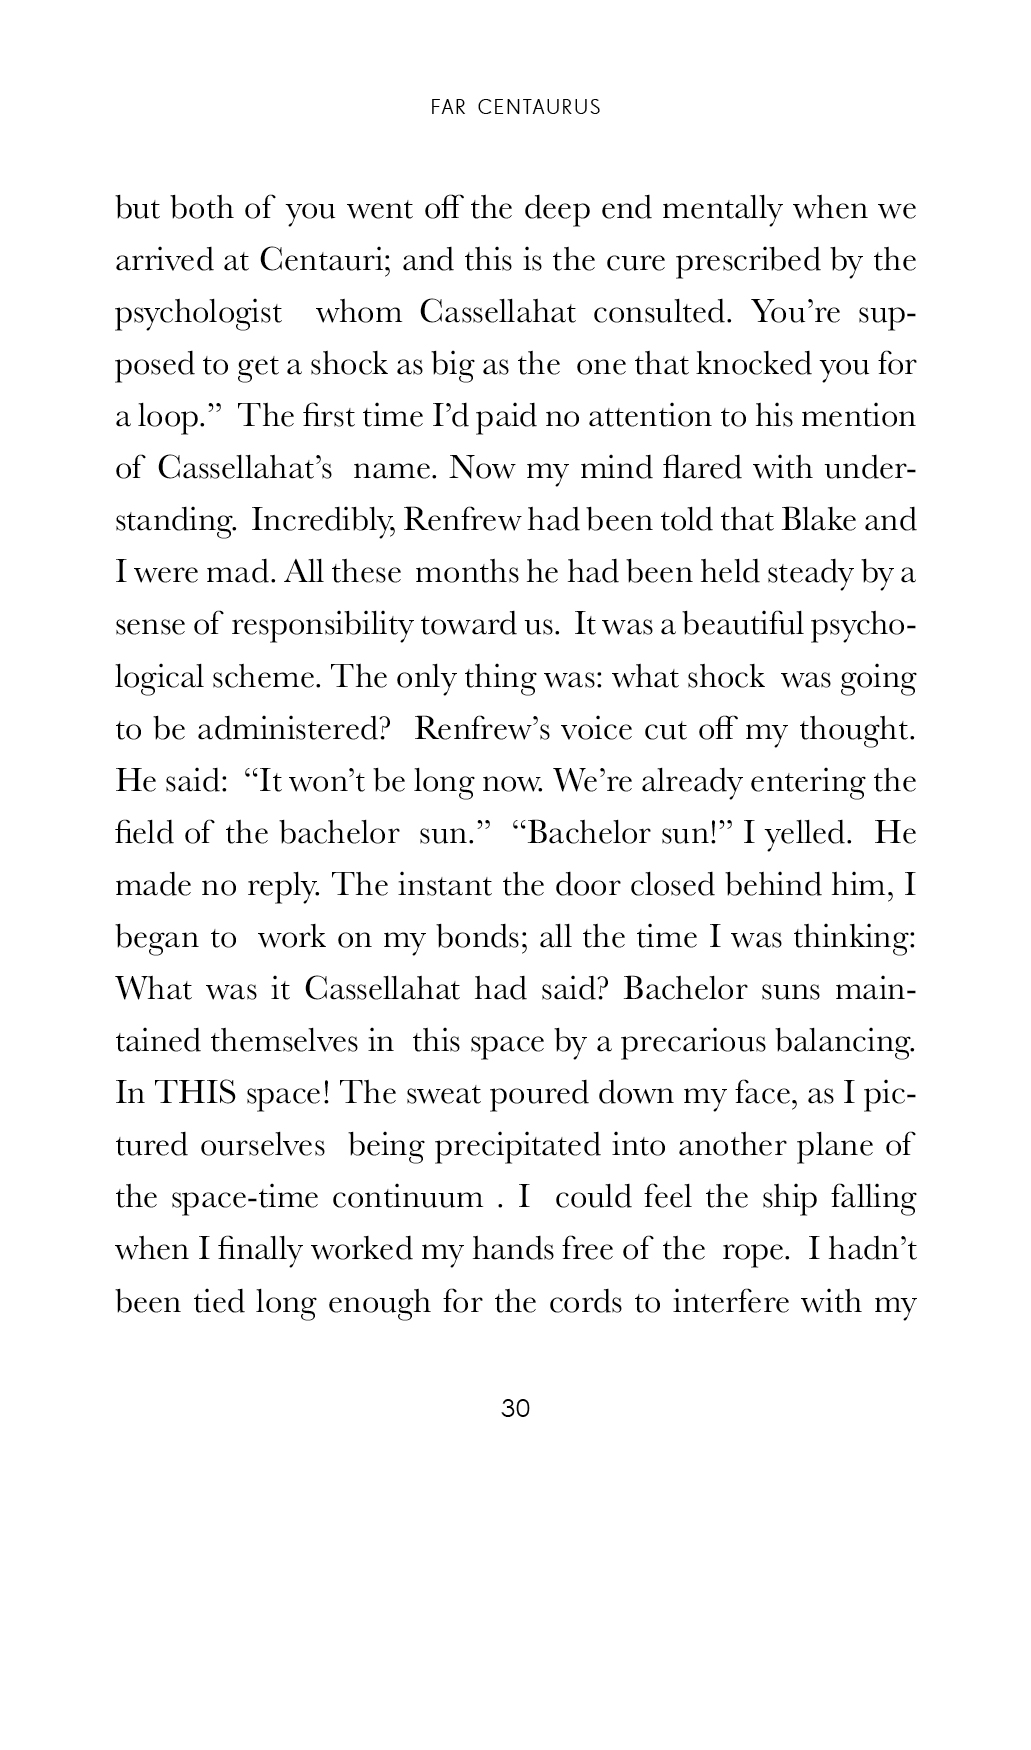 FAR CENTAURUS
but both of you went off the deep end mentally when we
arrived at Centauri; and this is the cure prescribed by the
psychologist whom Cassellahat consulted. You’re sup-
posed to get a shock as big as the one that knocked you for
a loop.” The first time I’d paid no attention to his mention
of Cassellahat’s name. Now my mind flared with under-
standing. Incredibly, Renfrew had been told that Blake and
I were mad. All these months he had been held steady by a
sense of responsibility toward us. It was a beautiful psycho-
logical scheme. The only thing was: what shock was going
to be administered? Renfrew’s voice cut off my thought.
He said: “It won’t be long now. We’re already entering the
field of the bachelor sun.” “Bachelor sun!” I yelled. He
made no reply. The instant the door closed behind him, I
began to work on my bonds; all the time I was thinking:
What was it Cassellahat had said? Bachelor suns main-
tained themselves in this space by a precarious balancing.
In THIS space! The sweat poured down my face, as I pic-
tured ourselves being precipitated into another plane of
the space-time continuum . I could feel the ship falling
when I finally worked my hands free of the rope. I hadn’t
been tied long enough for the cords to interfere with my
30